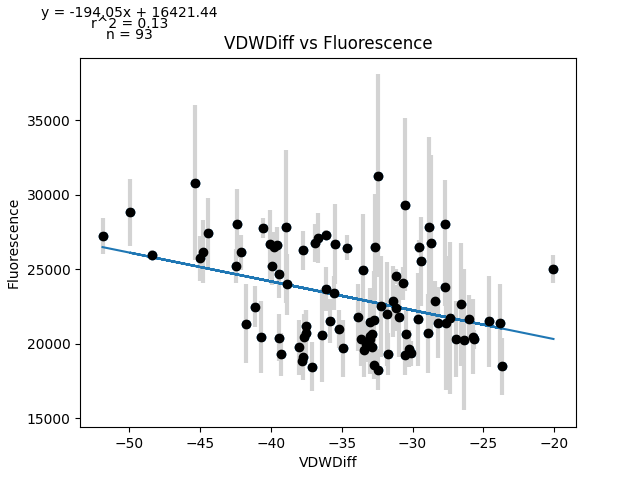 y = -194.05x + 16421.44
r^2 = 0.13
n = 93
VDWDiff vs Fluorescence
35000
30000
25000
20000
15000
Fluorescence
−50 −45 −40 −35 −30 −25 −20
VDWDiff